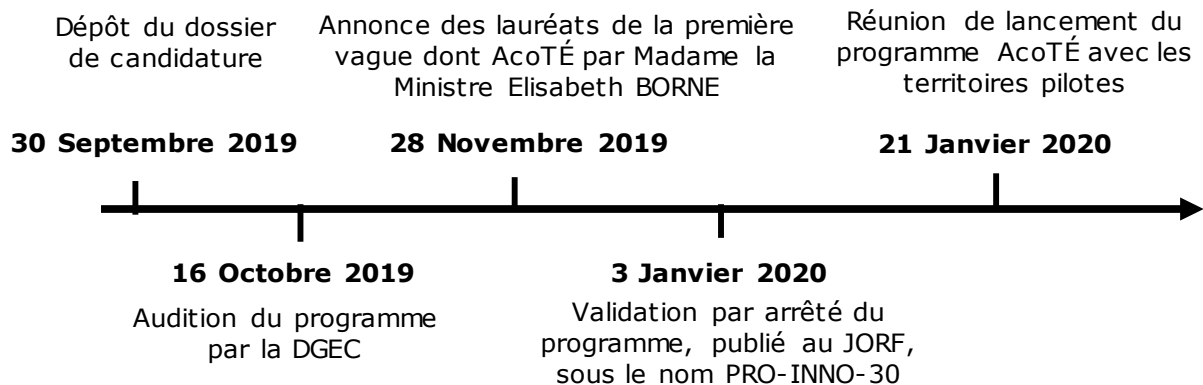 Dépôt du dossier
de candidature
30 Septembre 2019
Annonce des lauréats de la première
vague dont AcoTÉ par Madame la
Ministre Elisabeth BORNE
28 Novembre 2019
Réunion de lancement du
programme AcoTÉ avec les
territoires pilotes
21 Janvier 2020
16 Octobre 2019
Audition du programme
par la DGEC
3 Janvier 2020
Validation par arrêté du
programme, publié au JORF,
sous le nom PRO-INNO-30